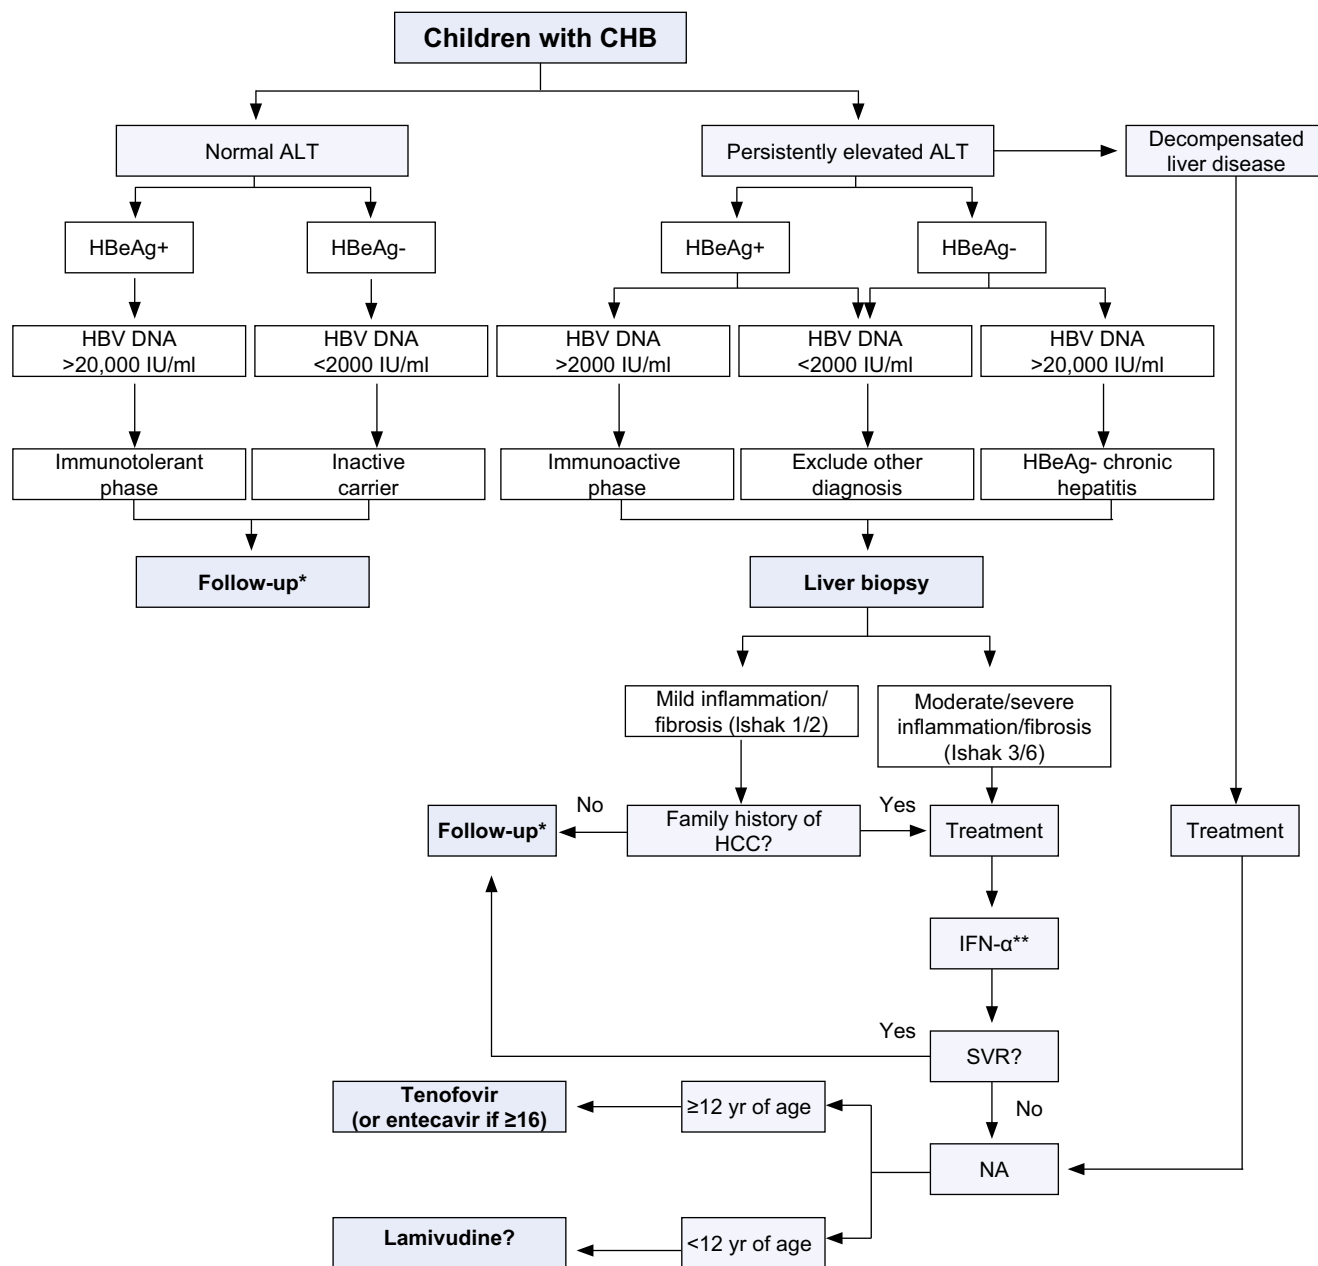 Children with CHB
Normal ALT
Persistently elevated ALT
Decompensated
liver disease
HBeAg+
HBeAg-
HBeAg+
HBeAg-
HBV DNA
>20,000 IU/ml
HBV DNA
<2000 IU/ml
HBV DNA
>2000 IU/ml
HBV DNA
<2000 IU/ml
HBV DNA
>20,000 IU/ml
Immunotolerant
phase
Inactive
carrier
Immunoactive
phase
Exclude other
diagnosis
HBeAg- chronic
hepatitis
Follow-up*
Liver biopsy
Mild inflammation/
fibrosis (Ishak 1/2)
Moderate/severe
inflammation/fibrosis
(Ishak 3/6)
Follow-up*
No
Family history of
HCC?
Yes
Treatment
Treatment
IFN-α**
Yes
SVR?
No
Tenofovir
(or entecavir if ≥16)
≥12 yr of age
NA
Lamivudine?
<12 yr of age